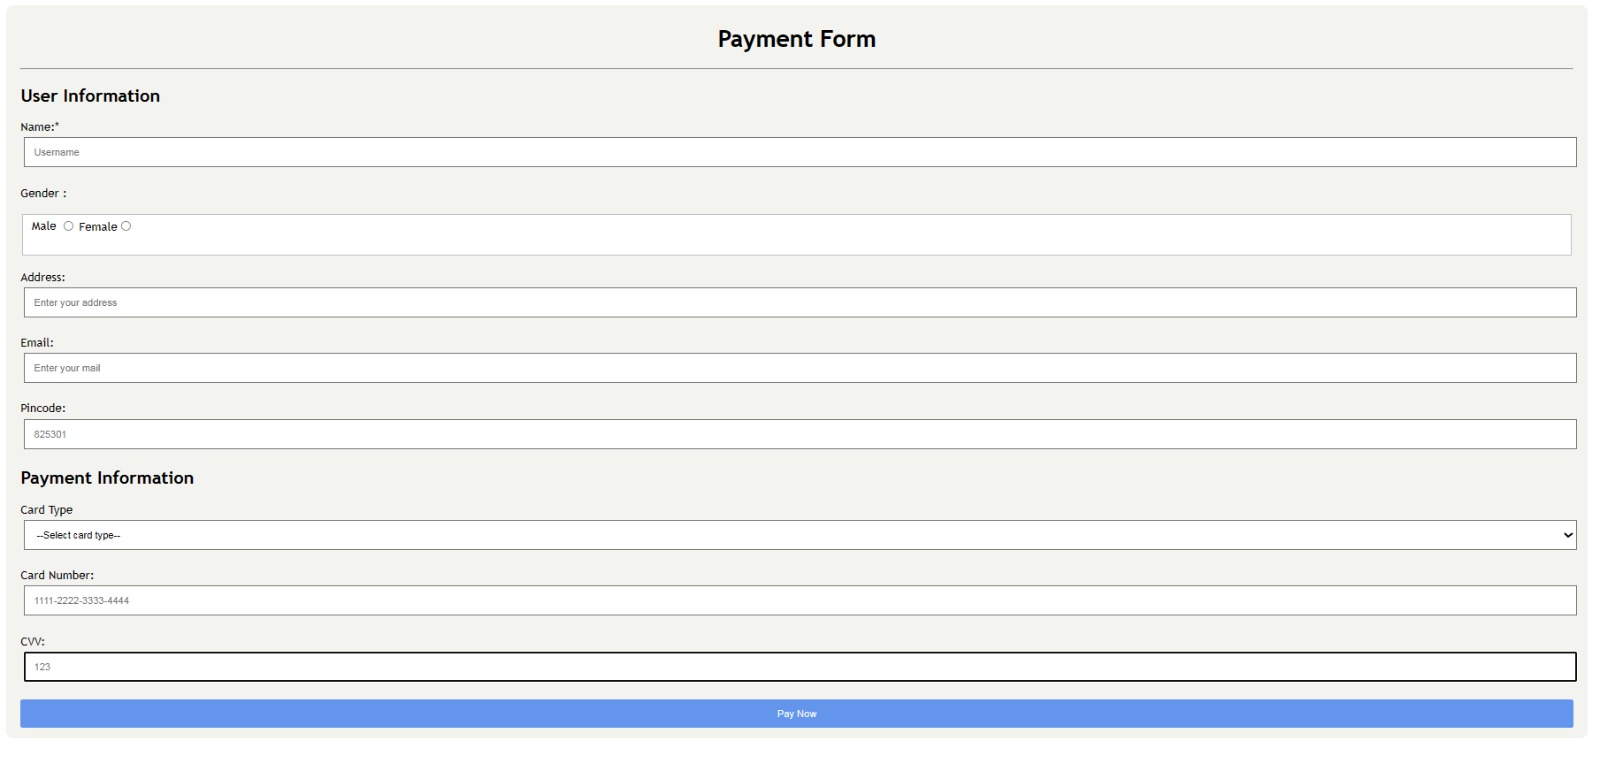 Payment Form
User Information
Name:*
Username
Gender :
Male Female
Address:
Enter your address
Email:
Enter your mail
Pincode:
825301
Payment Information
Card Type
--Select card type--
Card Number:
1111-2222-3333-4444
CVV:
123
Pay Now